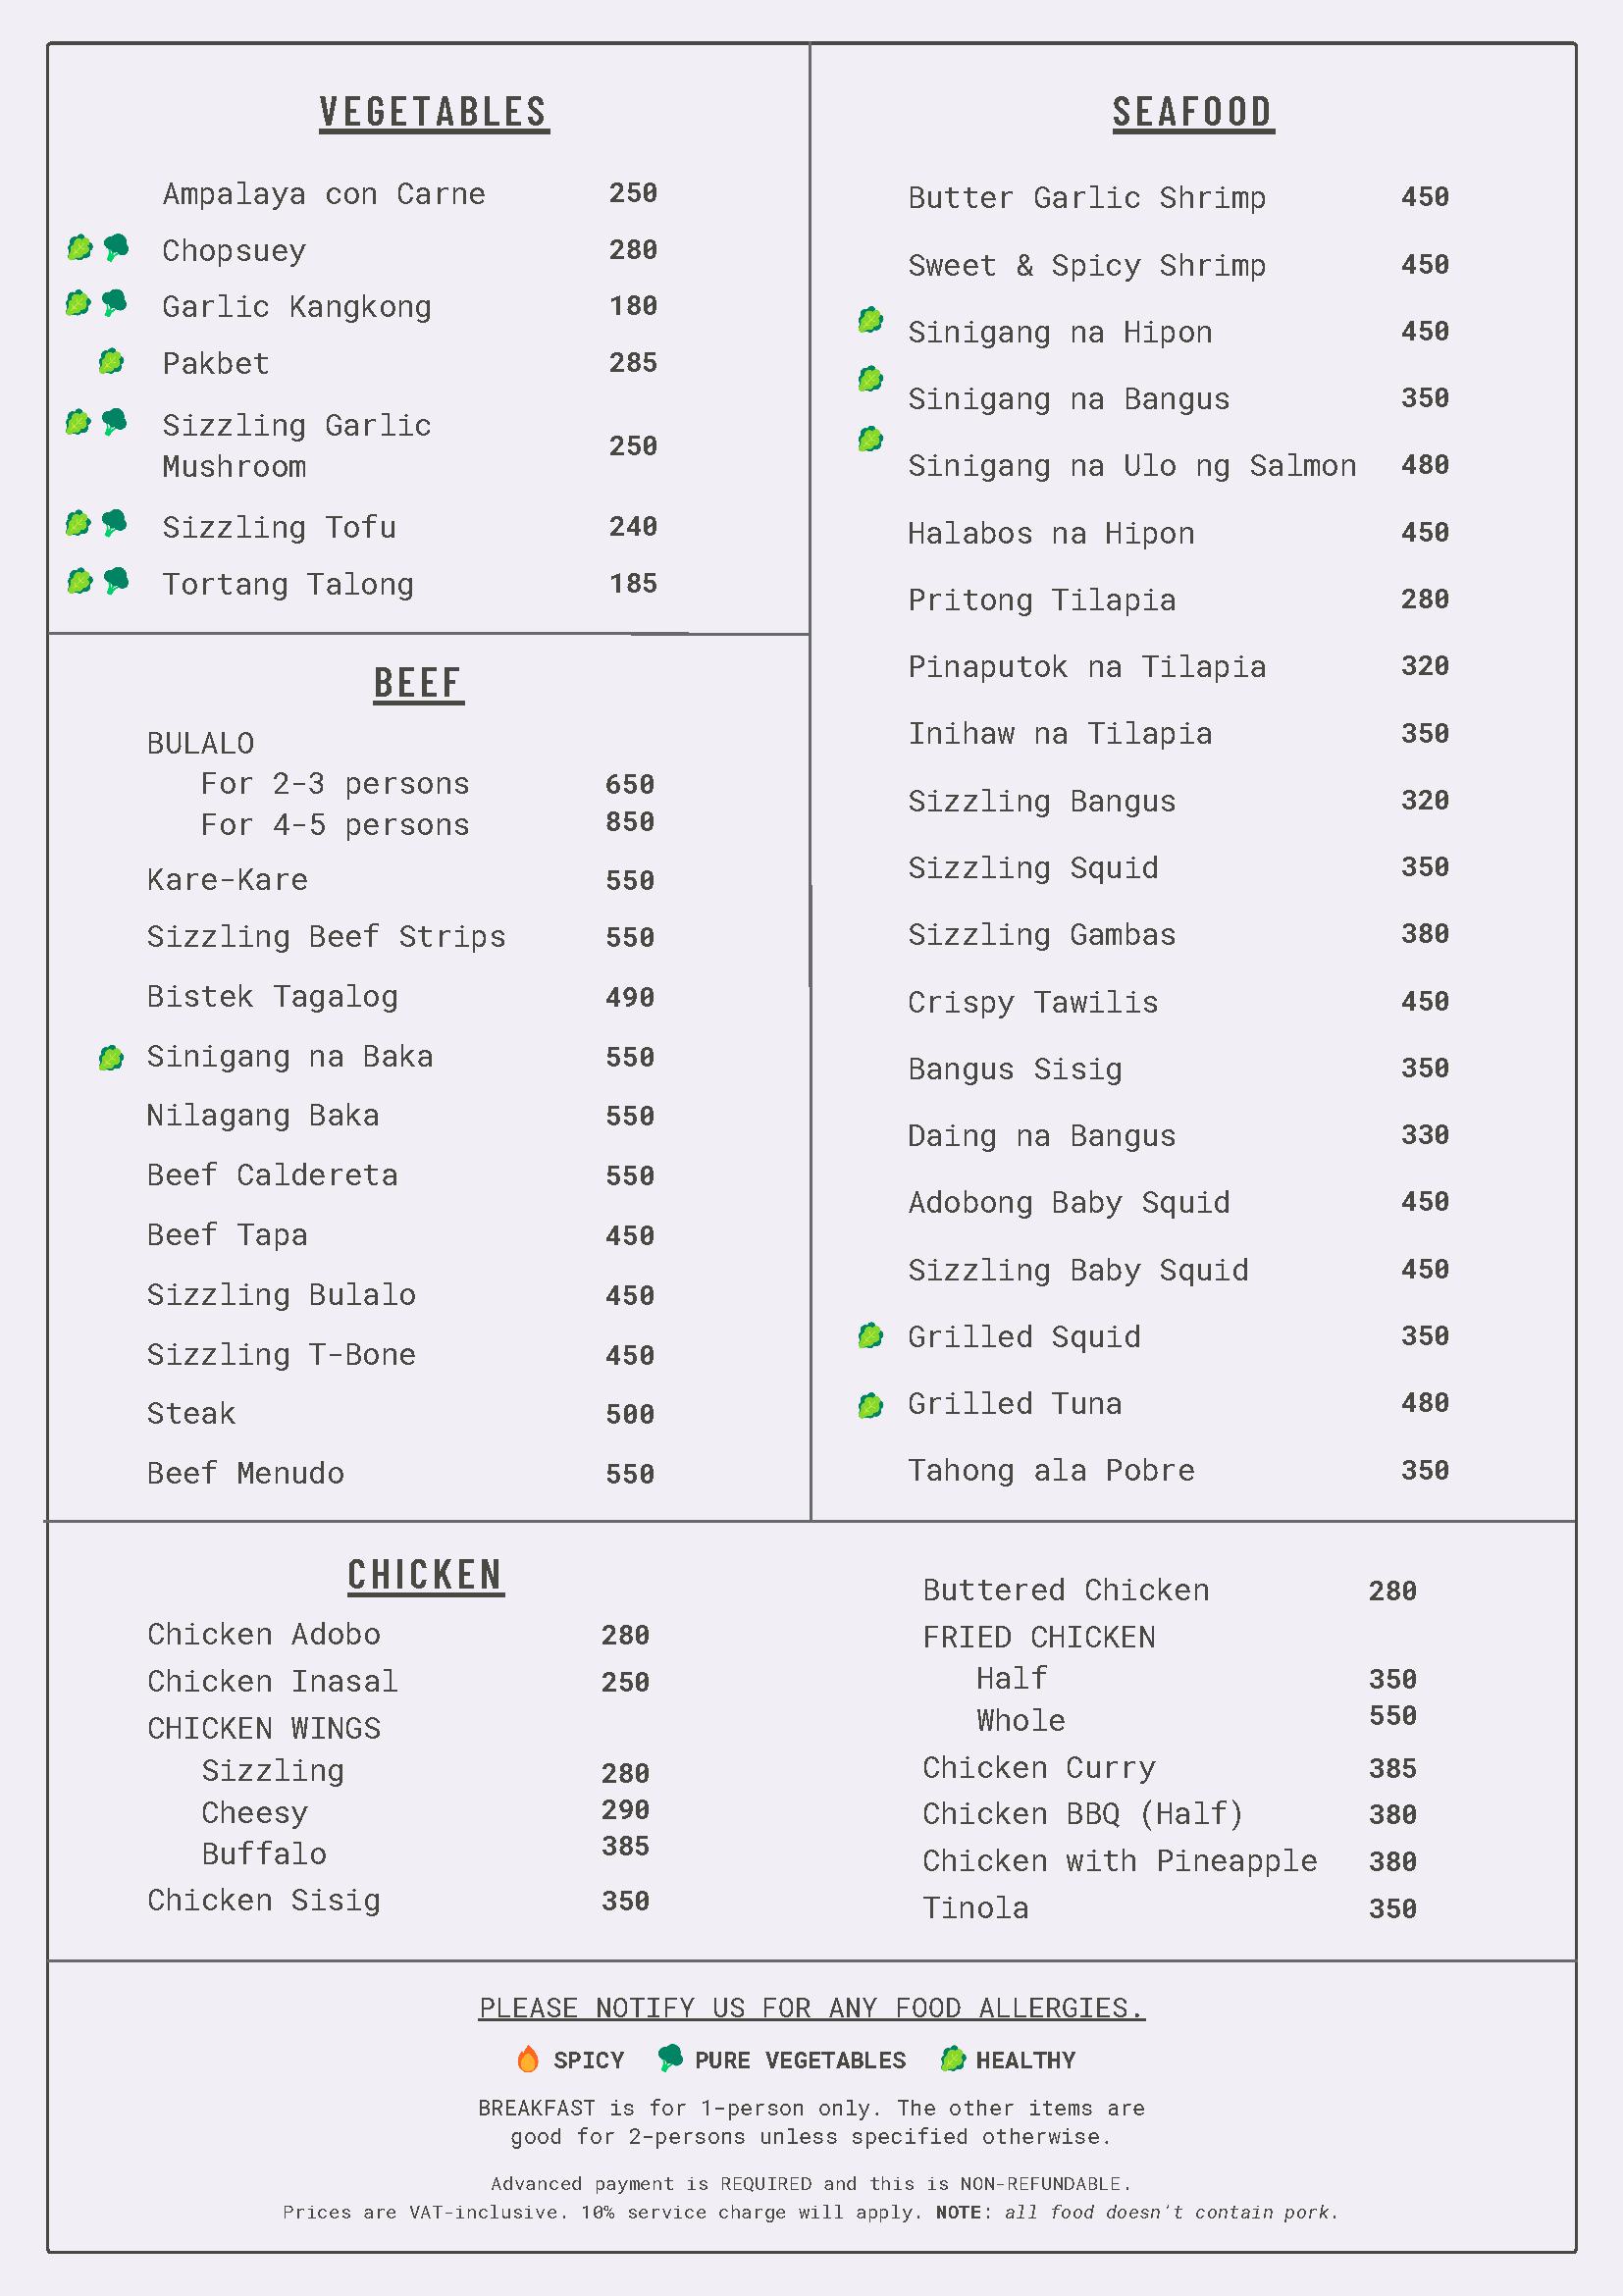 VEGETABLES
Ampalaya con Carne 250
Chopsuey 280
Garlic Kangkong 180
Pakbet 285
Sizzling Garlic
Mushroom 250
Sizzling Tofu 240
Tortang Talong 185
BEEF
BULALO
For 2-3 persons 650
For 4-5 persons 850
Kare-Kare 550
Sizzling Beef Strips 550
Bistek Tagalog 490
Sinigang na Baka 550
Nilagang Baka 550
Beef Caldereta 550
Beef Tapa 450
Sizzling Bulalo 450
Sizzling T-Bone 450
Steak 500
Beef Menudo 550
SEAFOOD
Butter Garlic Shrimp 450
Sweet & Spicy Shrimp 450
Sinigang na Hipon 450
Sinigang na Bangus 350
Sinigang na Ulo ng Salmon 480
Halabos na Hipon 450
Pritong Tilapia 280
Pinaputok na Tilapia 320
Inihaw na Tilapia 350
Sizzling Bangus 320
Sizzling Squid 350
Sizzling Gambas 380
Crispy Tawilis 450
Bangus Sisig 350
Daing na Bangus 330
Adobong Baby Squid 450
Sizzling Baby Squid 450
Grilled Squid 350
Grilled Tuna 480
Tahong ala Pobre 350
CHICKEN
Chicken Adobo 280
Chicken Inasal 250
CHICKEN WINGS
Sizzling 280
Cheesy 290
Buffalo 385
Chicken Sisig 350
Buttered Chicken 280
FRIED CHICKEN
Half 350
Whole 550
Chicken Curry 385
Chicken BBQ (Half) 380
Chicken with Pineapple 380
Tinola 350
PLEASE NOTIFY US FOR ANY FOOD ALLERGIES.
SPICY PURE VEGETABLES HEALTHY
BREAKFAST is for 1-person only. The other items are
good for 2-persons unless specified otherwise.
Advanced payment is REQUIRED and this is NON-REFUNDABLE.
Prices are VAT-inclusive. 10% service charge will apply. NOTE: all food doesn't contain pork.